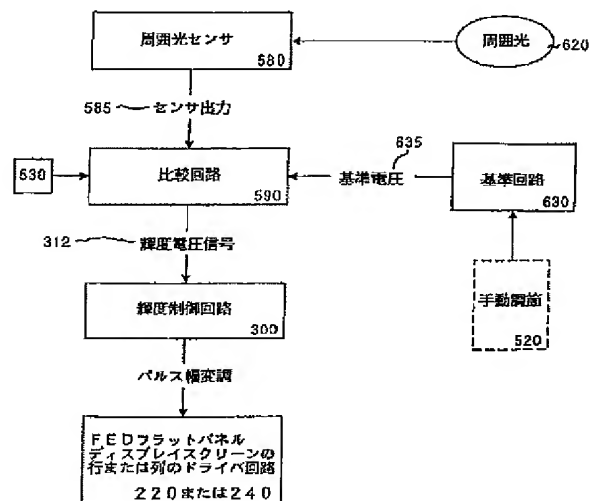 周囲光センサ
580
周囲光
620
585
センサ出力
530
比較回路
590
635
基準電圧
基準回路
630
312
輝度電圧信号
手動調節
520
輝度制御回路
300
パルス幅変調
FEDフラットパネル
ディスプレイスクリーンの
行または列のドライバ回路
220または240